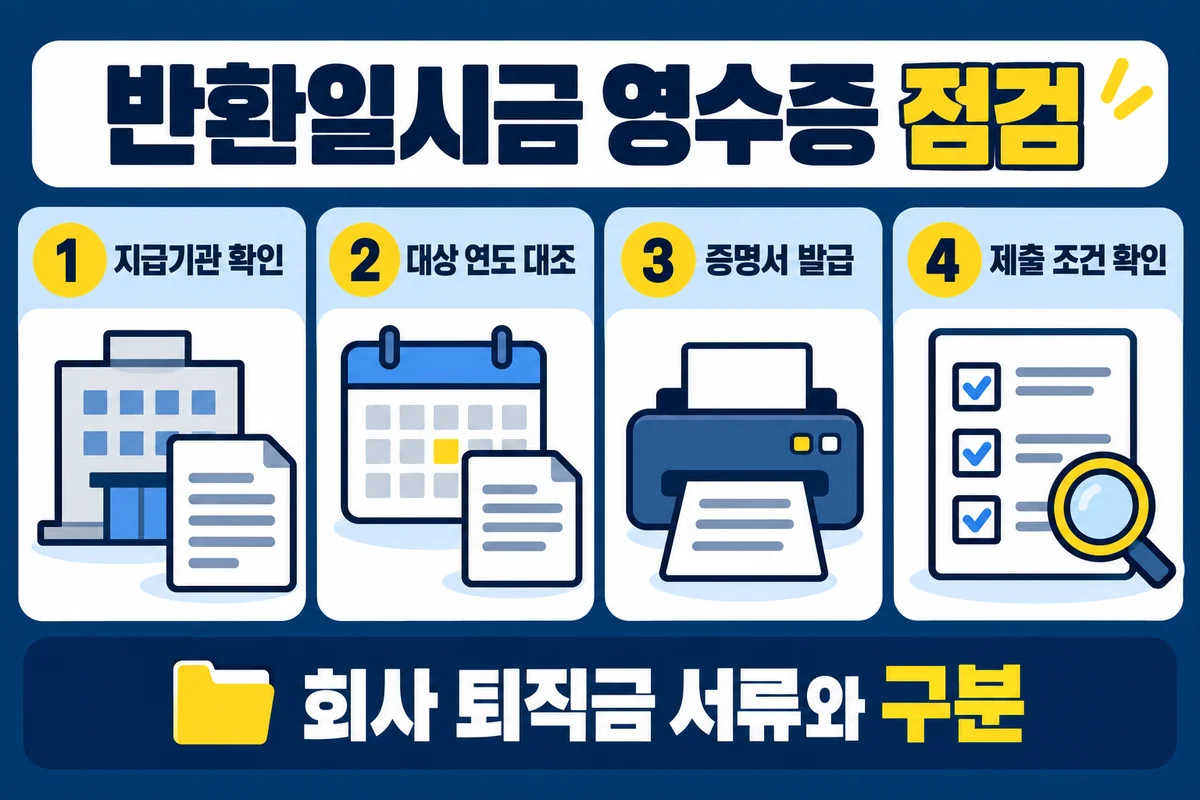 반환일시금 영수증 점검
1 지급기관 확인
2 대상 연도 대조
3 증명서 발급
4 제출 조건 확인
회사 퇴직금 서류와 구분